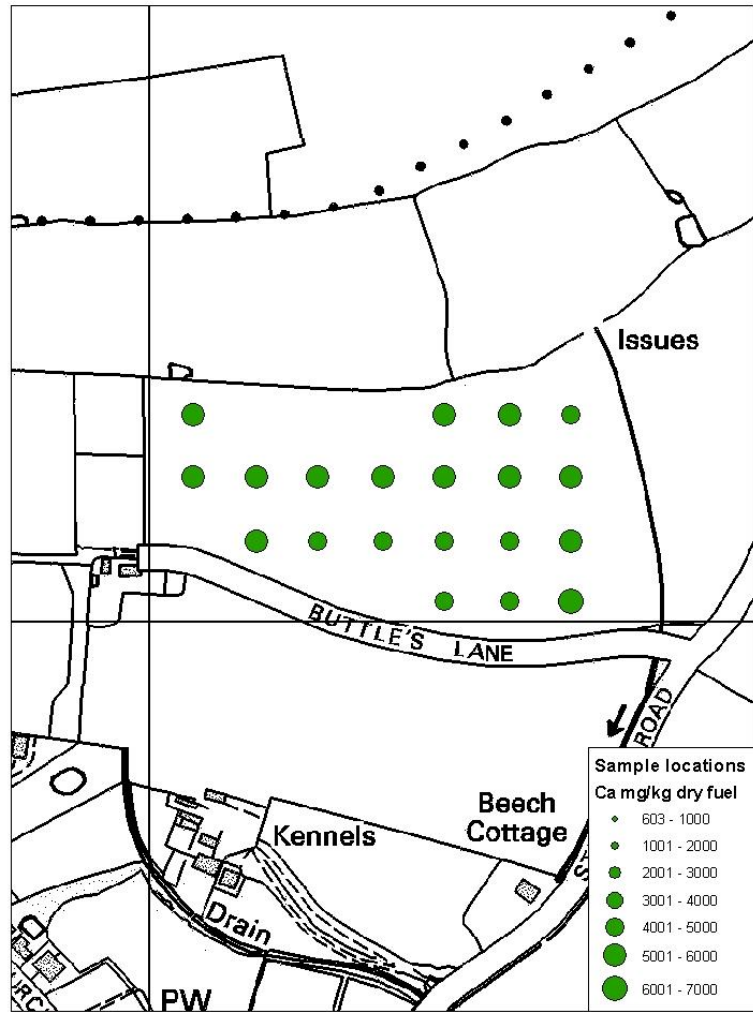 Issues
BUTTLE'S LANE
ROAD
Beech
Cottage
Kennels
Drain
PW
Sample locations
Ca mg/kg dry fuel
603 - 1000
1001 - 2000
2001 - 3000
3001 - 4000
4001 - 5000
5001 - 6000
6001 - 7000